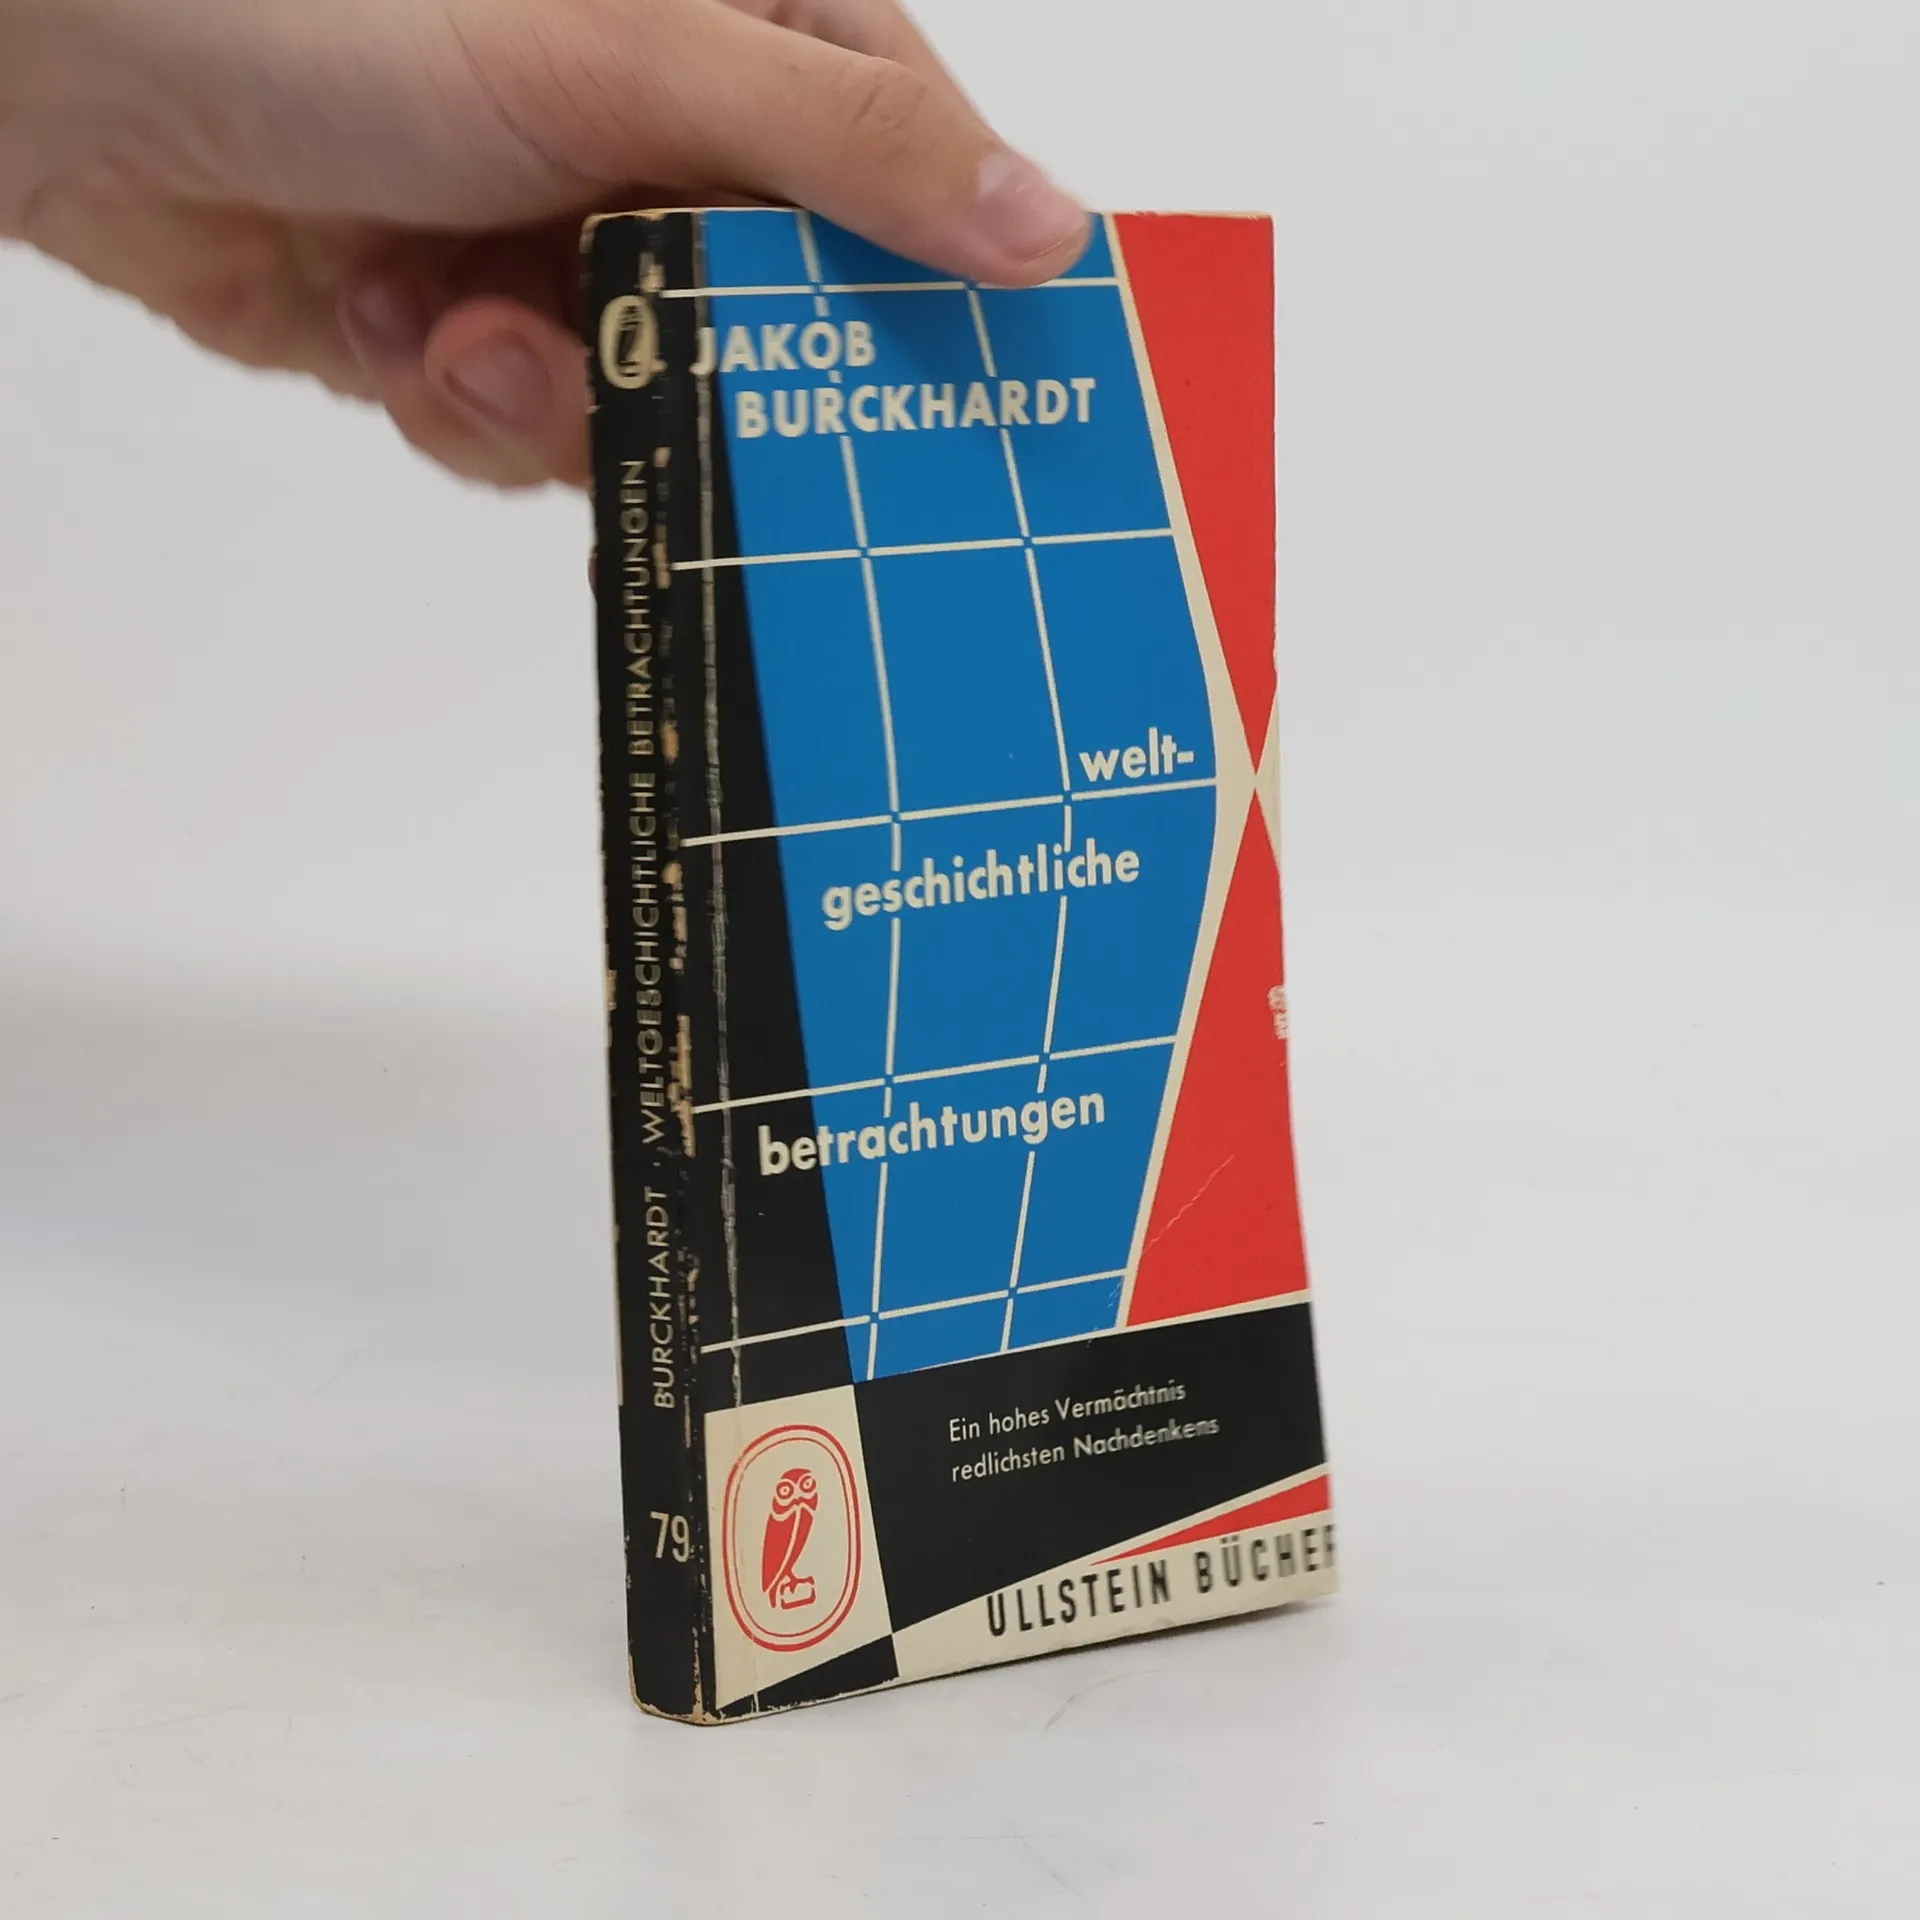 JAKOB
BURCKHARDT
welt-
geschichtliche
betrachtungen
Ein hohes Vermächtnis
redlichsten Nachdenkens
ULLSTEIN BÜCHER
BURCKHARDT · WELTGESCHICHTLICHE BETRACHTUNGEN
79